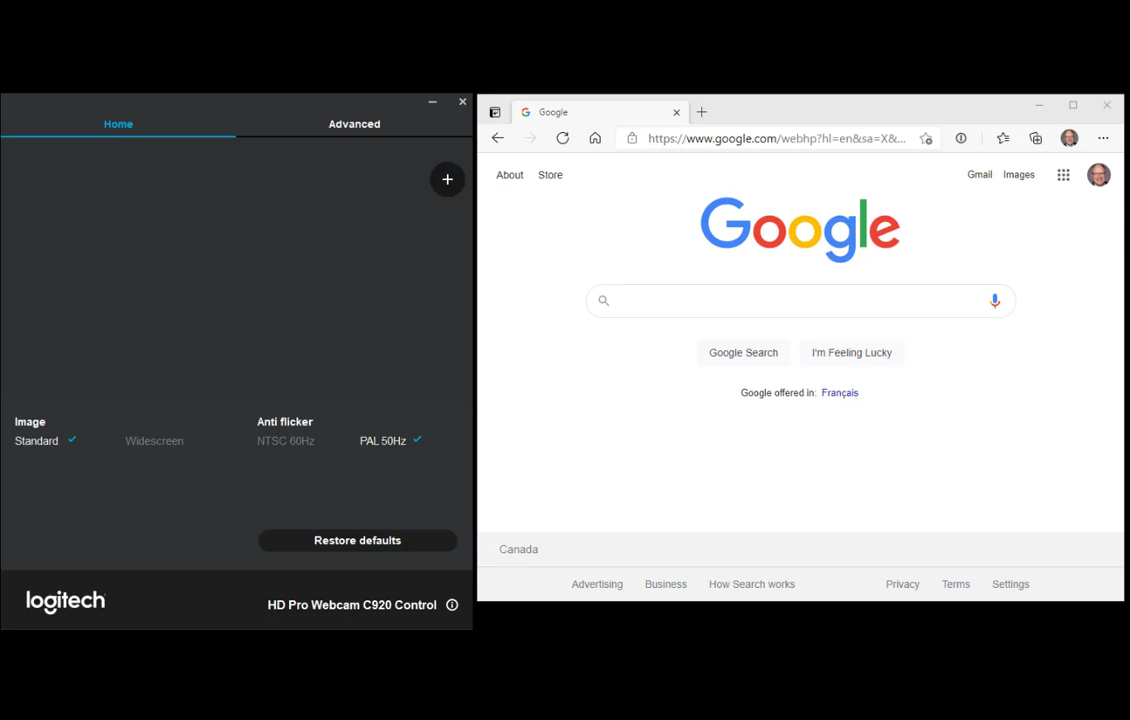 Home
Advanced
Image
Anti flicker
Standard
Widescreen
NTSC 60Hz
PAL 50Hz
Restore defaults
logitech
HD Pro Webcam C920 Control
Google
https://www.google.com/webhp?hl=en&sa=X&...
About
Store
Gmail
Images
Google
Google Search
I'm Feeling Lucky
Google offered in: Français
Canada
Advertising
Business
How Search works
Privacy
Terms
Settings